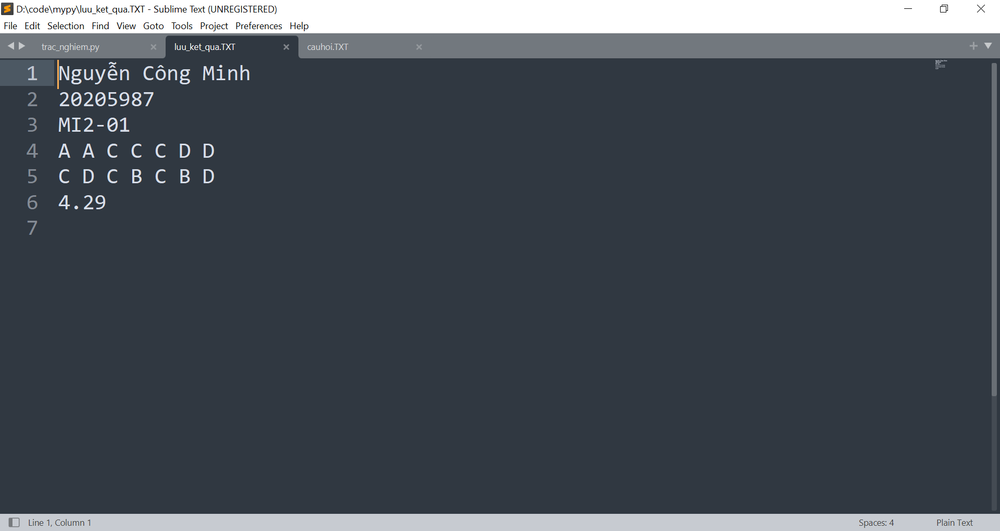 D:\code\mypy\luu_ket_qua.TXT - Sublime Text (UNREGISTERED)
File Edit Selection Find View Goto Tools Project Preferences Help
trac_nghiem.py luu_ket_qua.TXT cauhoi.TXT
1 Nguyễn Công Minh
2 20205987
3 MI2-01
4 A A C C C D D
5 C D C B C B D
6 4.29
7
Line 1, Column 1 Spaces: 4 Plain Text